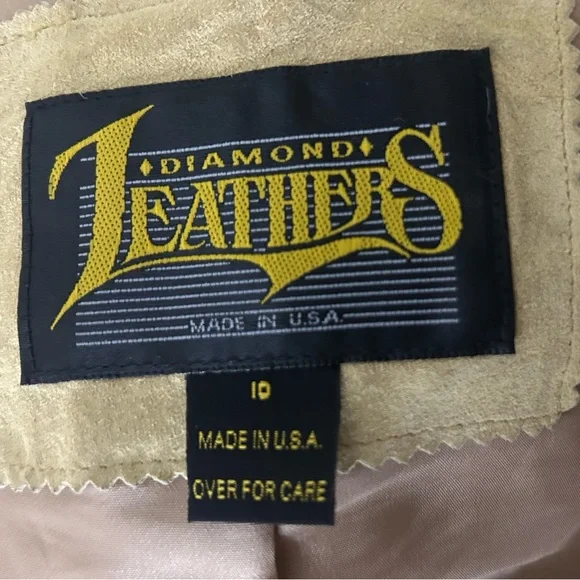 ♦DIAMOND♦
LEATHERS
MADE IN U.S.A.
10
MADE IN U.S.A.
OVER FOR CARE